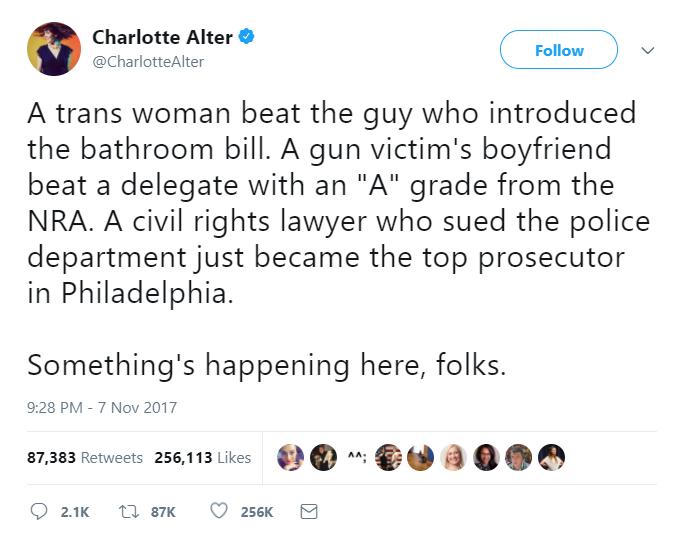 Charlotte Alter
@CharlotteAlter
Follow
A trans woman beat the guy who introduced
the bathroom bill. A gun victim's boyfriend
beat a delegate with an "A" grade from the
NRA. A civil rights lawyer who sued the police
department just became the top prosecutor
in Philadelphia.
Something's happening here, folks.
9:28 PM - 7 Nov 2017
87,383 Retweets 256,113 Likes
^^;
2.1K 87K 256K